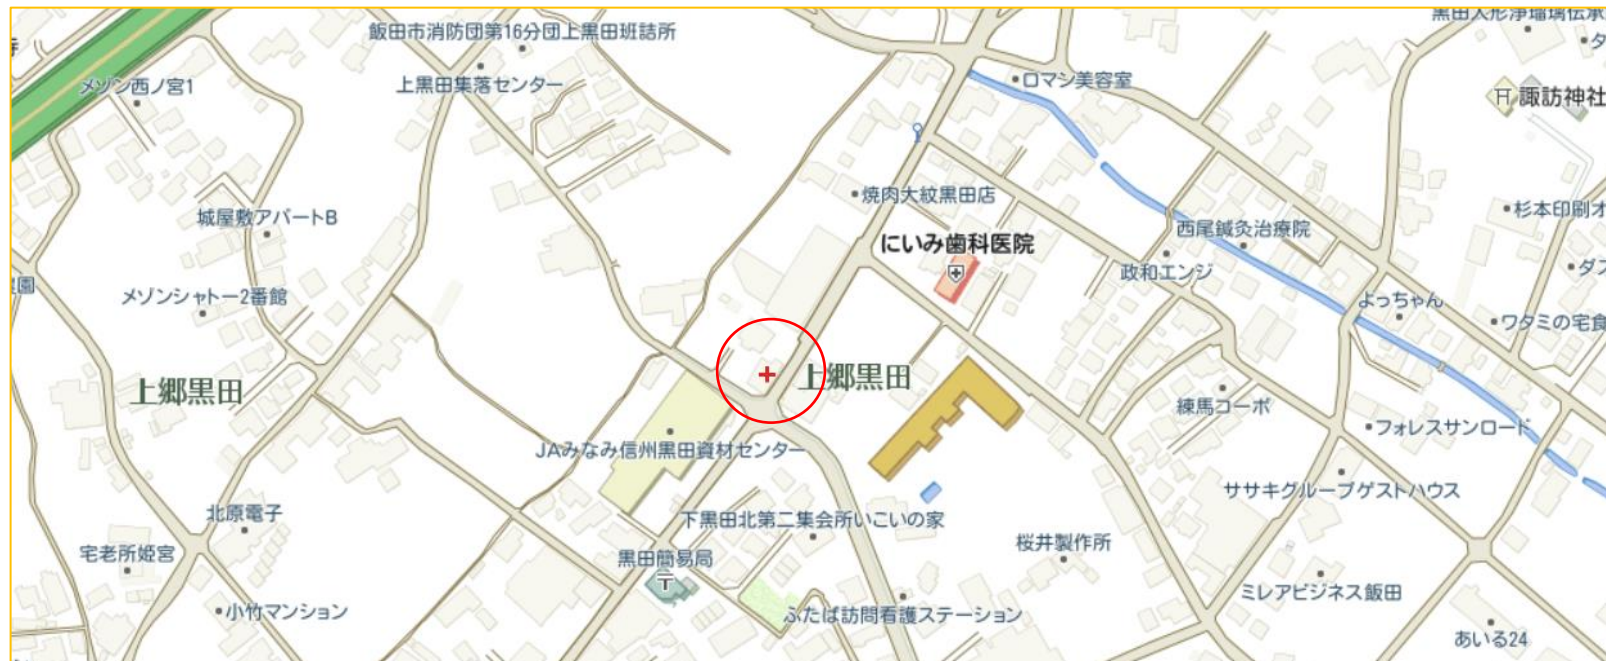 黒田人形浄瑠璃伝承
飯田市消防団第16分団上黒田班詰所
上黒田集落センター
メゾン西ノ宮1
ロマン美容室
諏訪神社
焼肉大紋黒田店
杉本印刷オ
城屋敷アパートB
西尾鍼灸治療院
にいみ歯科医院
政和エンジ
ダス
園
メゾンシャトー2番館
よっちゃん
ワタミの宅食
上郷黒田
上郷黒田
練馬コーポ
フォレスサンロード
JAみなみ信州黒田資材センター
ササキグループゲストハウス
北原電子
下黒田北第二集会所いこいの家
桜井製作所
宅老所姫宮
黒田簡易局
〒
ミレアビジネス飯田
小竹マンション
ふたば訪問看護ステーション
あいる24